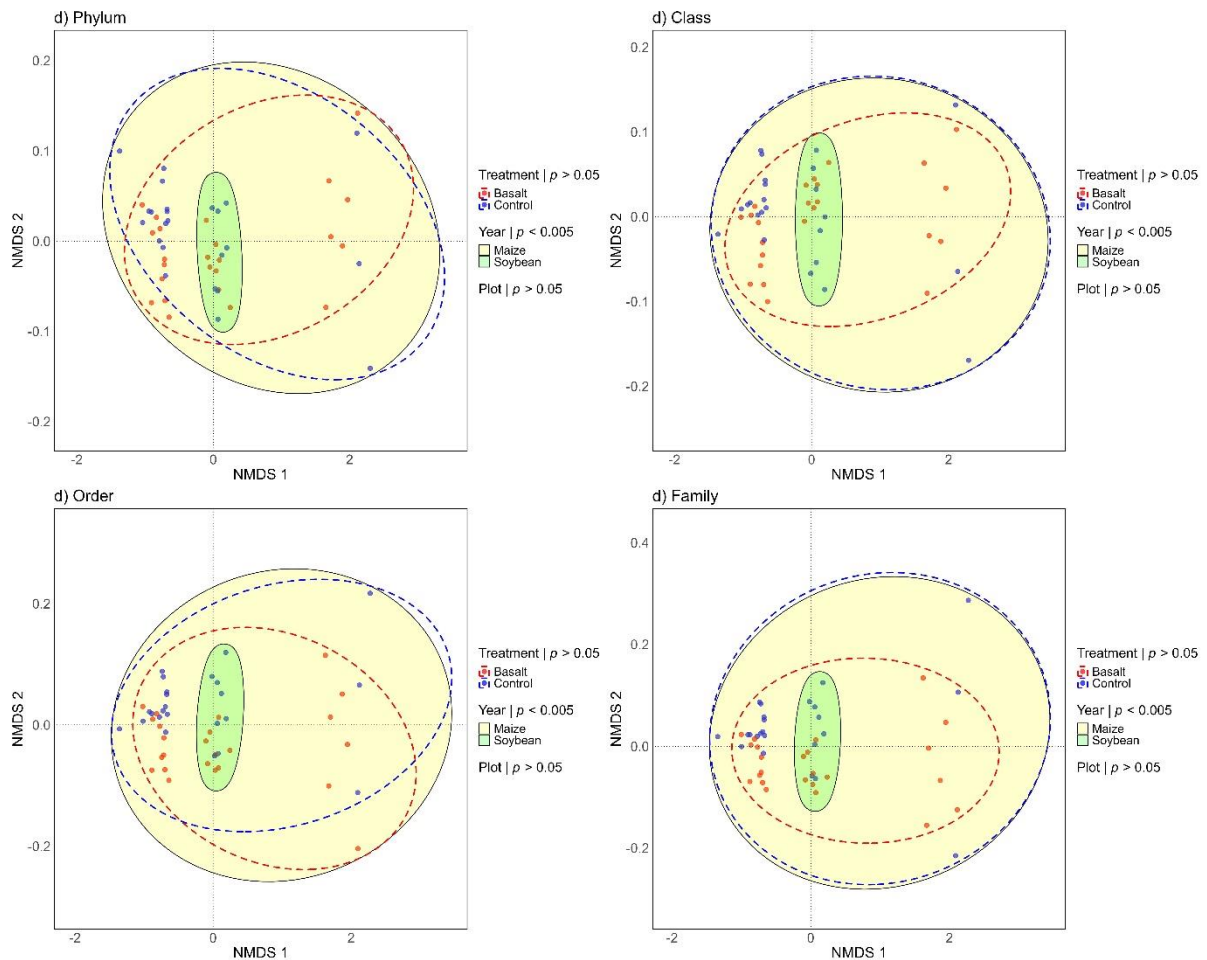 d) Phylum
0.2
0.1
0.0
-0.1
-0.2
NMDS 2
-2
0
2
NMDS 1
Treatment | p > 0.05
Basalt
Control
Year | p < 0.005
Maize
Soybean
Plot | p > 0.05
d) Class
0.2
0.1
0.0
-0.1
-0.2
NMDS 2
-2
0
2
NMDS 1
Treatment | p > 0.05
Basalt
Control
Year | p < 0.005
Maize
Soybean
Plot | p > 0.05
d) Order
0.2
0.0
-0.2
NMDS 2
-2
0
2
NMDS 1
Treatment | p > 0.05
Basalt
Control
Year | p < 0.005
Maize
Soybean
Plot | p > 0.05
d) Family
0.4
0.2
0.0
-0.2
NMDS 2
-2
0
2
NMDS 1
Treatment | p > 0.05
Basalt
Control
Year | p < 0.005
Maize
Soybean
Plot | p > 0.05